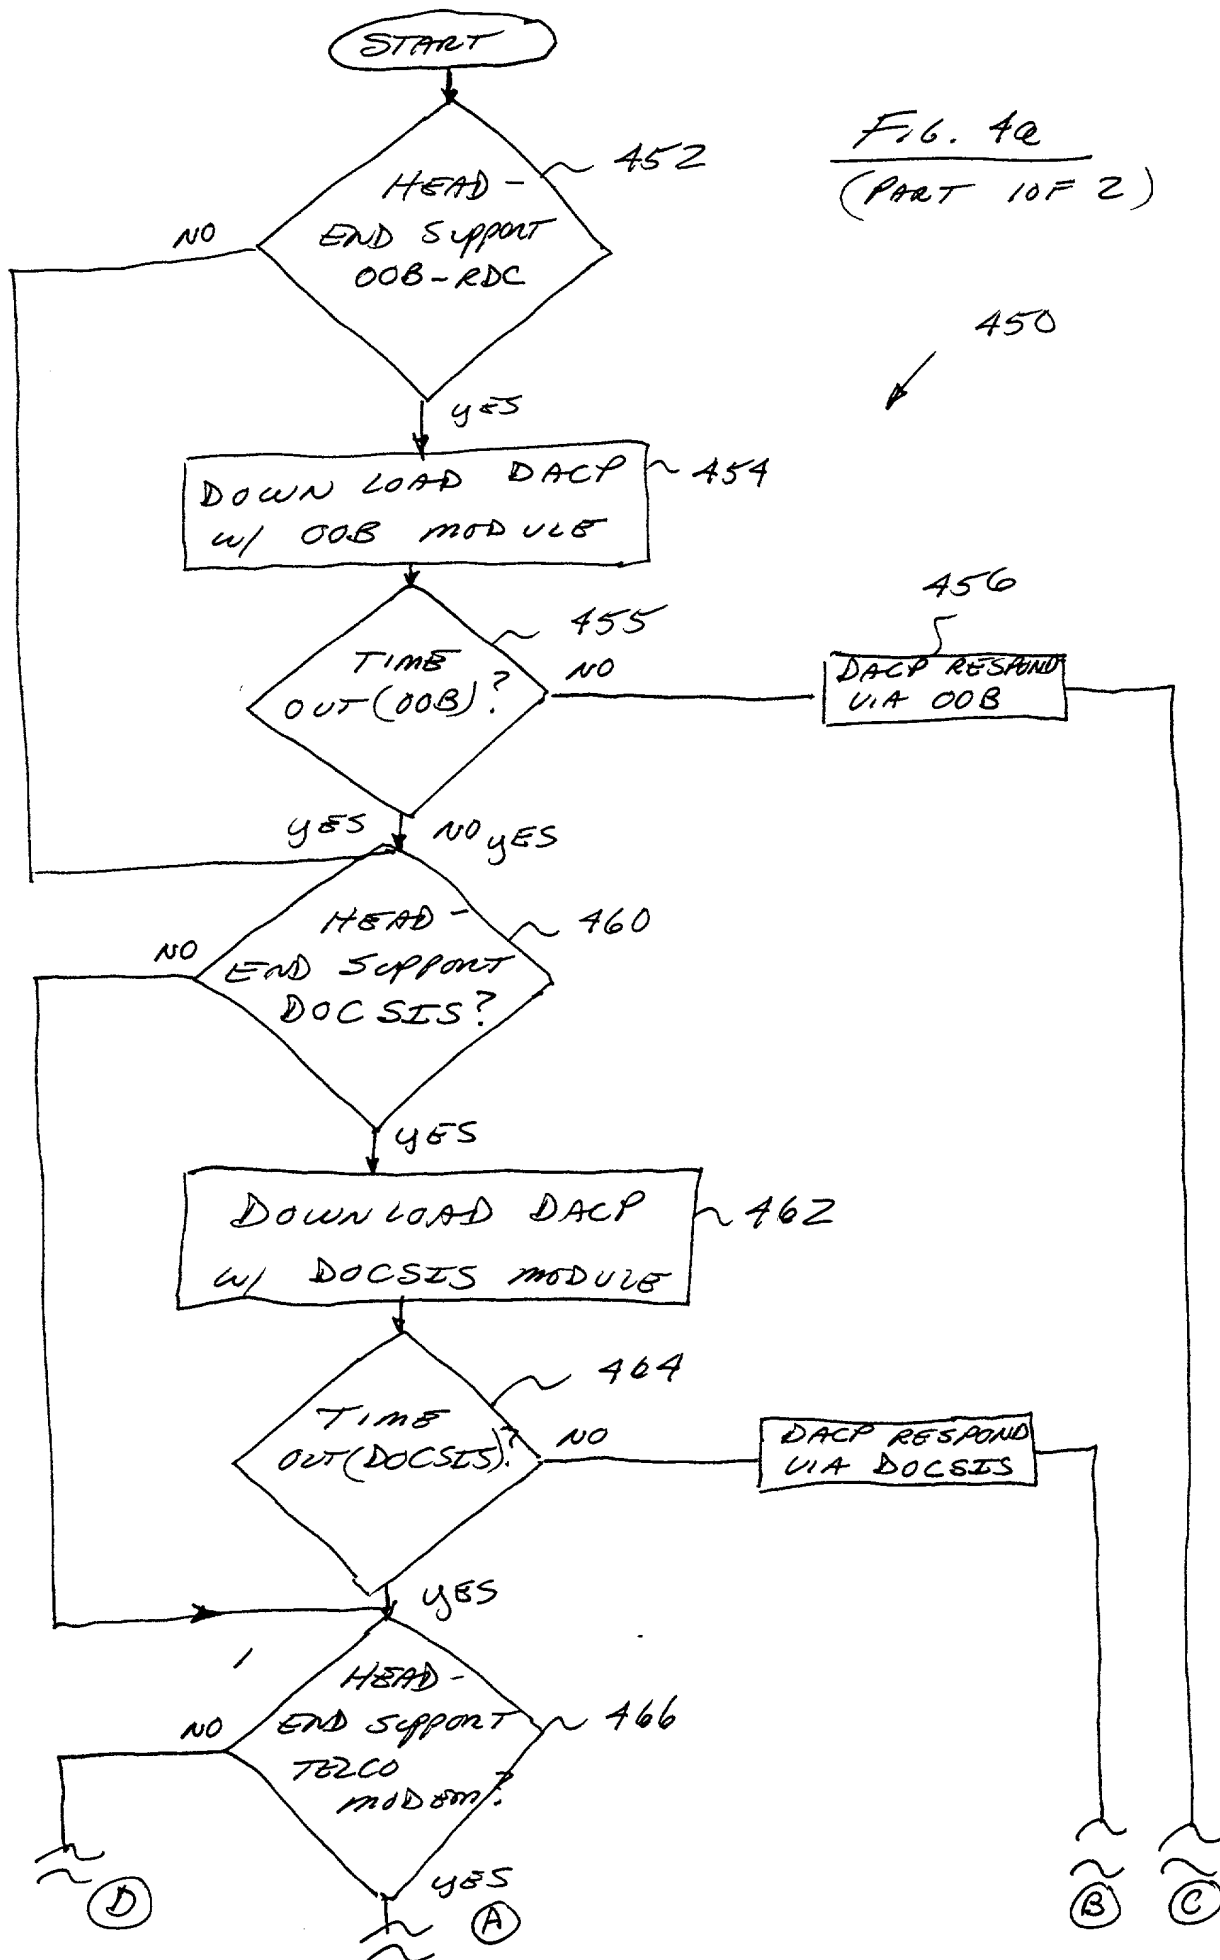 START
FIG. 4a
(PART 1 OF 2)
452
HEAD-
END SUPPORT
OOB-RDC
NO
450
YES
DOWN LOAD DACP
W/ OOB MODULE
454
455
TIME
OUT(OOB)?
NO
456
DACP RESPOND
VIA OOB
YES
NO YES
HEAD-
END SUPPORT
DOCSIS?
460
NO
YES
DOWNLOAD DACP
W/ DOCSIS MODULE
462
464
TIME
OUT(DOCSIS)?
NO
DACP RESPOND
VIA DOCSIS
YES
HEAD-
END SUPPORT
TELCO
MODEM?
466
NO
YES
D
A
B
C